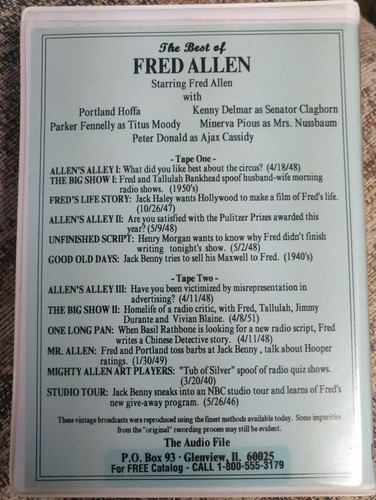 The Best of
FRED ALLEN
Starring Fred Allen
with
Portland Hoffa Kenny Delmar as Senator Claghorn
Parker Fennelly as Titus Moody Minerva Pious as Mrs. Nussbaum
Peter Donald as Ajax Cassidy
- Tape One -
ALLEN'S ALLEY I: What did you like best about the circus? (4/18/48)
THE BIG SHOW I: Fred and Tallulah Bankhead spoof husband-wife morning
radio shows. (1950's)
FRED'S LIFE STORY: Jack Haley wants Hollywood to make a film of Fred's life.
(10/26/47)
ALLEN'S ALLEY II: Are you satisfied with the Pulitzer Prizes awarded this
year? (5/9/48)
UNFINISHED SCRIPT: Henry Morgan wants to know why Fred didn't finish
writing tonight's show. (5/2/48)
GOOD OLD DAYS: Jack Benny tries to sell his Maxwell to Fred. (1940's)
- Tape Two -
ALLEN'S ALLEY III: Have you been victimized by misrepresentation in
advertising? (4/11/48)
THE BIG SHOW II: Homelife of a radio critic, with Fred, Tallulah, Jimmy
Durante and Vivian Blaine. (4/8/51)
ONE LONG PAN: When Basil Rathbone is looking for a new radio script, Fred
writes a Chinese Detective story. (4/11/48)
MR. ALLEN: Fred and Portland toss barbs at Jack Benny , talk about Hooper
ratings. (1/30/49)
MIGHTY ALLEN ART PLAYERS: "Tub of Silver" spoof of radio quiz shows.
(3/20/40)
STUDIO TOUR: Jack Benny sneaks into an NBC studio tour and learns of Fred's
new give-away program. (5/26/46)
These vintage broadcasts were reproduced using the finest methods available today. Some impurities
from the "original" recording process may still be evident.
The Audio File
P.O. Box 93 · Glenview, Il. 60025
For FREE Catalog - CALL 1-800-555-3179